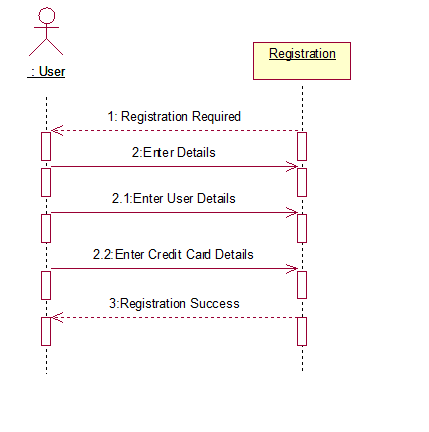 : User
Registration
1: Registration Required
2:Enter Details
2.1:Enter User Details
2.2:Enter Credit Card Details
3:Registration Success